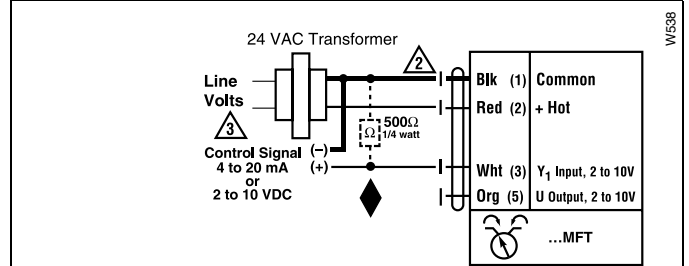 W538
24 VAC Transformer
2
Line
Volts
3
Blk (1) Common
Red (2) + Hot
Ω 500Ω
1/4 watt
Control Signal (−)
4 to 20 mA (+)
or
2 to 10 VDC
Wht (3) Y1 Input, 2 to 10V
Org (5) U Output, 2 to 10V
...MFT